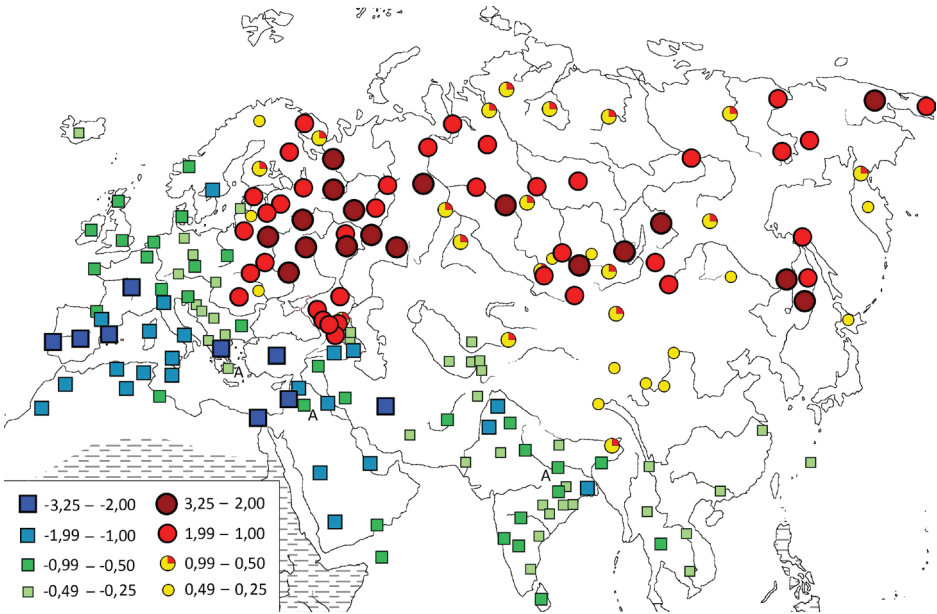 A
A
A
-3,25 – -2,00
3,25 – 2,00
-1,99 – -1,00
1,99 – 1,00
-0,99 – -0,50
0,99 – 0,50
-0,49 – -0,25
0,49 – 0,25